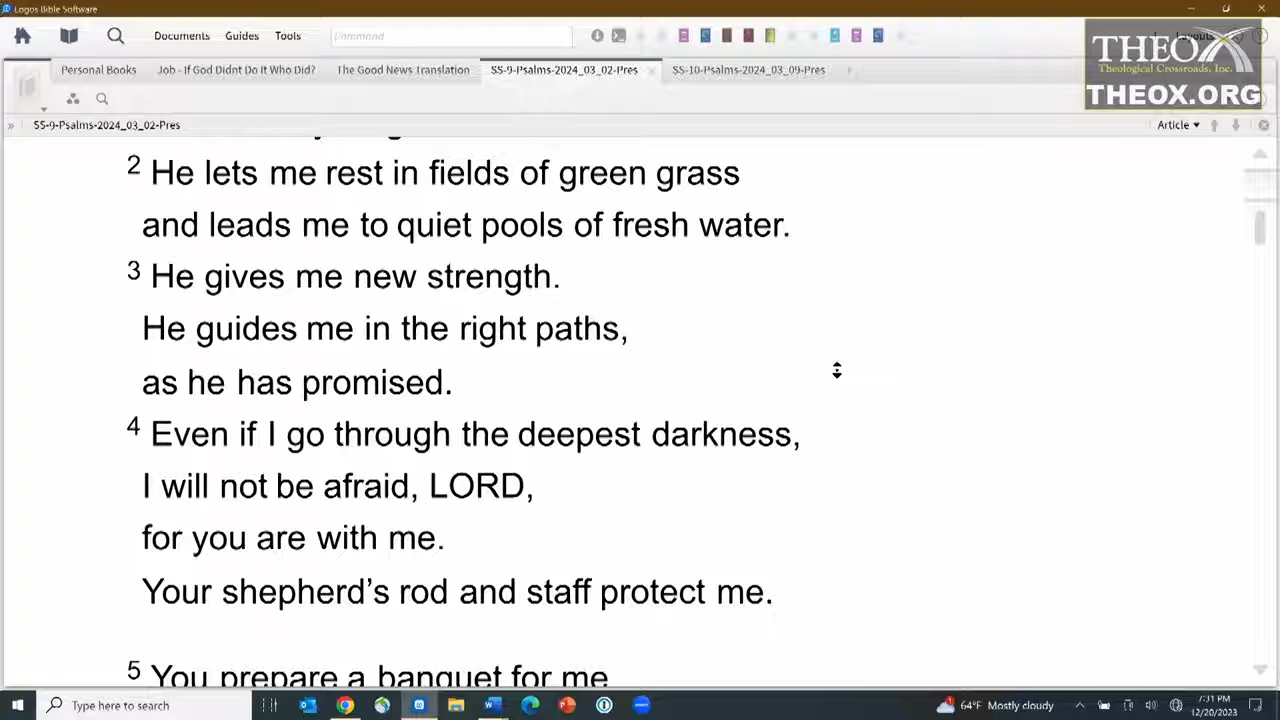 Logos Bible Software
Documents Guides Tools
Command
THEOX
Theological Crossroads, Inc.
THEOX.ORG
Personal Books
Job - If God Didnt Do It Who Did?
SS-9-Psalms-2024_03_02-Pres
SS-10-Psalms-2024_03_09-Pres
SS-9-Psalms-2024_03_02-Pres
Article
2 He lets me rest in fields of green grass
and leads me to quiet pools of fresh water.
3 He gives me new strength.
He guides me in the right paths,
as he has promised.
4 Even if I go through the deepest darkness,
I will not be afraid, LORD,
for you are with me.
Your shepherd’s rod and staff protect me.
5 You prepare a banquet for me
Type here to search
64°F Mostly cloudy
7:31 PM
12/20/2023